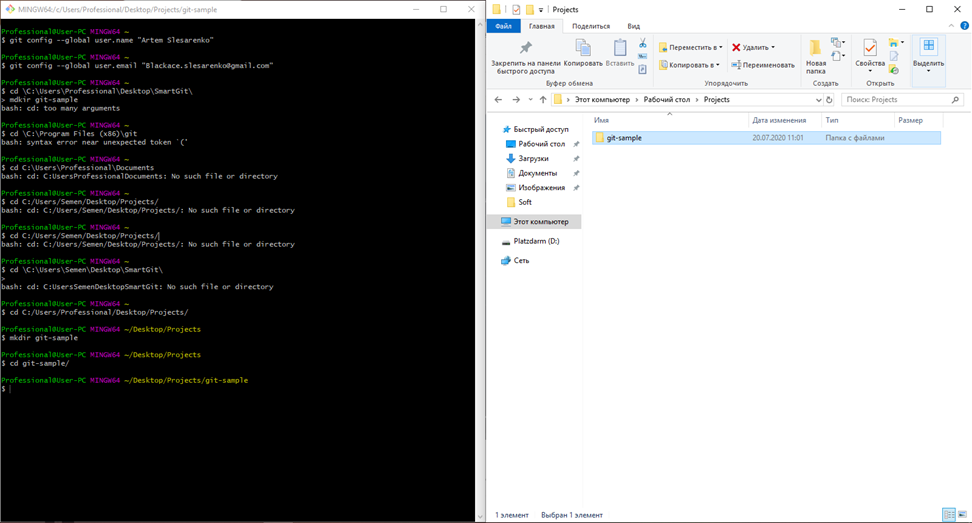 MINGW64:/c/Users/Professional/Desktop/Projects/git-sample
Professional@User-PC MINGW64 ~
$ git config --global user.name "Artem Slesarenko"
Professional@User-PC MINGW64 ~
$ git config --global user.email "Blackace.slesarenko@gmail.com"
Professional@User-PC MINGW64 ~
$ cd \C:\Users\Professional\Desktop\SmartGit\
> mdkir git-sample
bash: cd: too many arguments
Professional@User-PC MINGW64 ~
$ cd \C:\Program Files (x86)\git
bash: syntax error near unexpected token `('
Professional@User-PC MINGW64 ~
$ cd C:\Users\Professional\Documents
bash: cd: C:UsersProfessionalDocuments: No such file or directory
Professional@User-PC MINGW64 ~
$ cd C:/Users/Semen/Desktop/Projects/
bash: cd: C:/Users/Semen/Desktop/Projects/: No such file or directory
Professional@User-PC MINGW64 ~
$ cd C:/Users/Semen/Desktop/Projects/
bash: cd: C:/Users/Semen/Desktop/Projects/: No such file or directory
Professional@User-PC MINGW64 ~
$ cd \C:\Users\Semen\Desktop\SmartGit\
>
bash: cd: C:UsersSemenDesktopSmartGit: No such file or directory
Professional@User-PC MINGW64 ~
$ cd C:/Users/Professional/Desktop/Projects/
Professional@User-PC MINGW64 ~/Desktop/Projects
$ mkdir git-sample
Professional@User-PC MINGW64 ~/Desktop/Projects
$ cd git-sample/
Professional@User-PC MINGW64 ~/Desktop/Projects/git-sample
$
Projects
Файл Главная Поделиться Вид
Закрепить на панели быстрого доступа
Копировать
Вставить
Буфер обмена
Переместить в
Копировать в
Удалить
Переименовать
Упорядочить
Новая папка
Создать
Свойства
Открыть
Выделить
Этот компьютер > Рабочий стол > Projects
Поиск: Projects
Имя Дата изменения Тип Размер
git-sample 20.07.2020 11:01 Папка с файлами
Быстрый доступ
Рабочий стол
Загрузки
Документы
Изображения
Soft
Этот компьютер
Platzdarm (D:)
Сеть
1 элемент Выбран 1 элемент